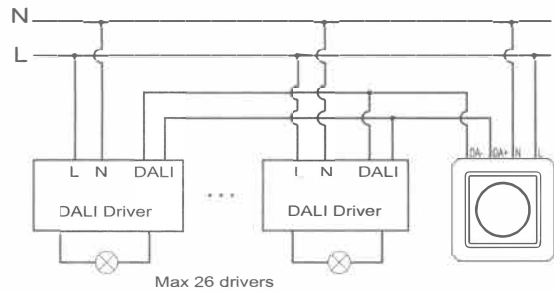 N
L
DA- DA+ N L
L N DALI
I N DALI
DALI Driver
...
DALI Driver
Max 26 drivers